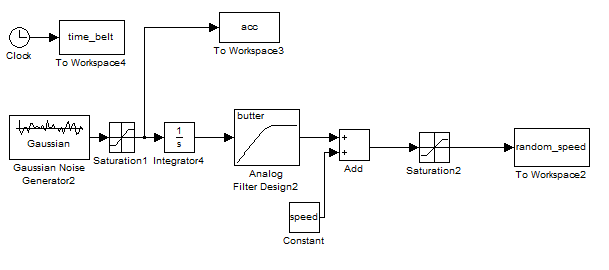 time_belt
Clock
To Workspace4
acc
To Workspace3
Gaussian
Gaussian Noise
Generator2
Saturation1
1
s
Integrator4
butter
Analog
Filter Design2
+
+
Add
speed
Constant
Saturation2
random_speed
To Workspace2